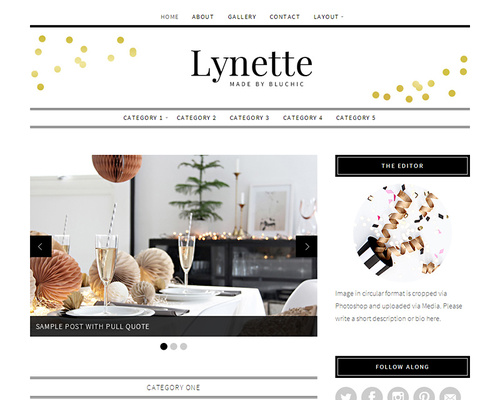 HOME ABOUT GALLERY CONTACT LAYOUT
Lynette
MADE BY BLUCHIC
CATEGORY 1 CATEGORY 2 CATEGORY 3 CATEGORY 4 CATEGORY 5
THE EDITOR
Image in circular format is cropped via
Photoshop and uploaded via Media. Please
write a short description or bio here.
SAMPLE POST WITH PULL QUOTE
FOLLOW ALONG
CATEGORY ONE